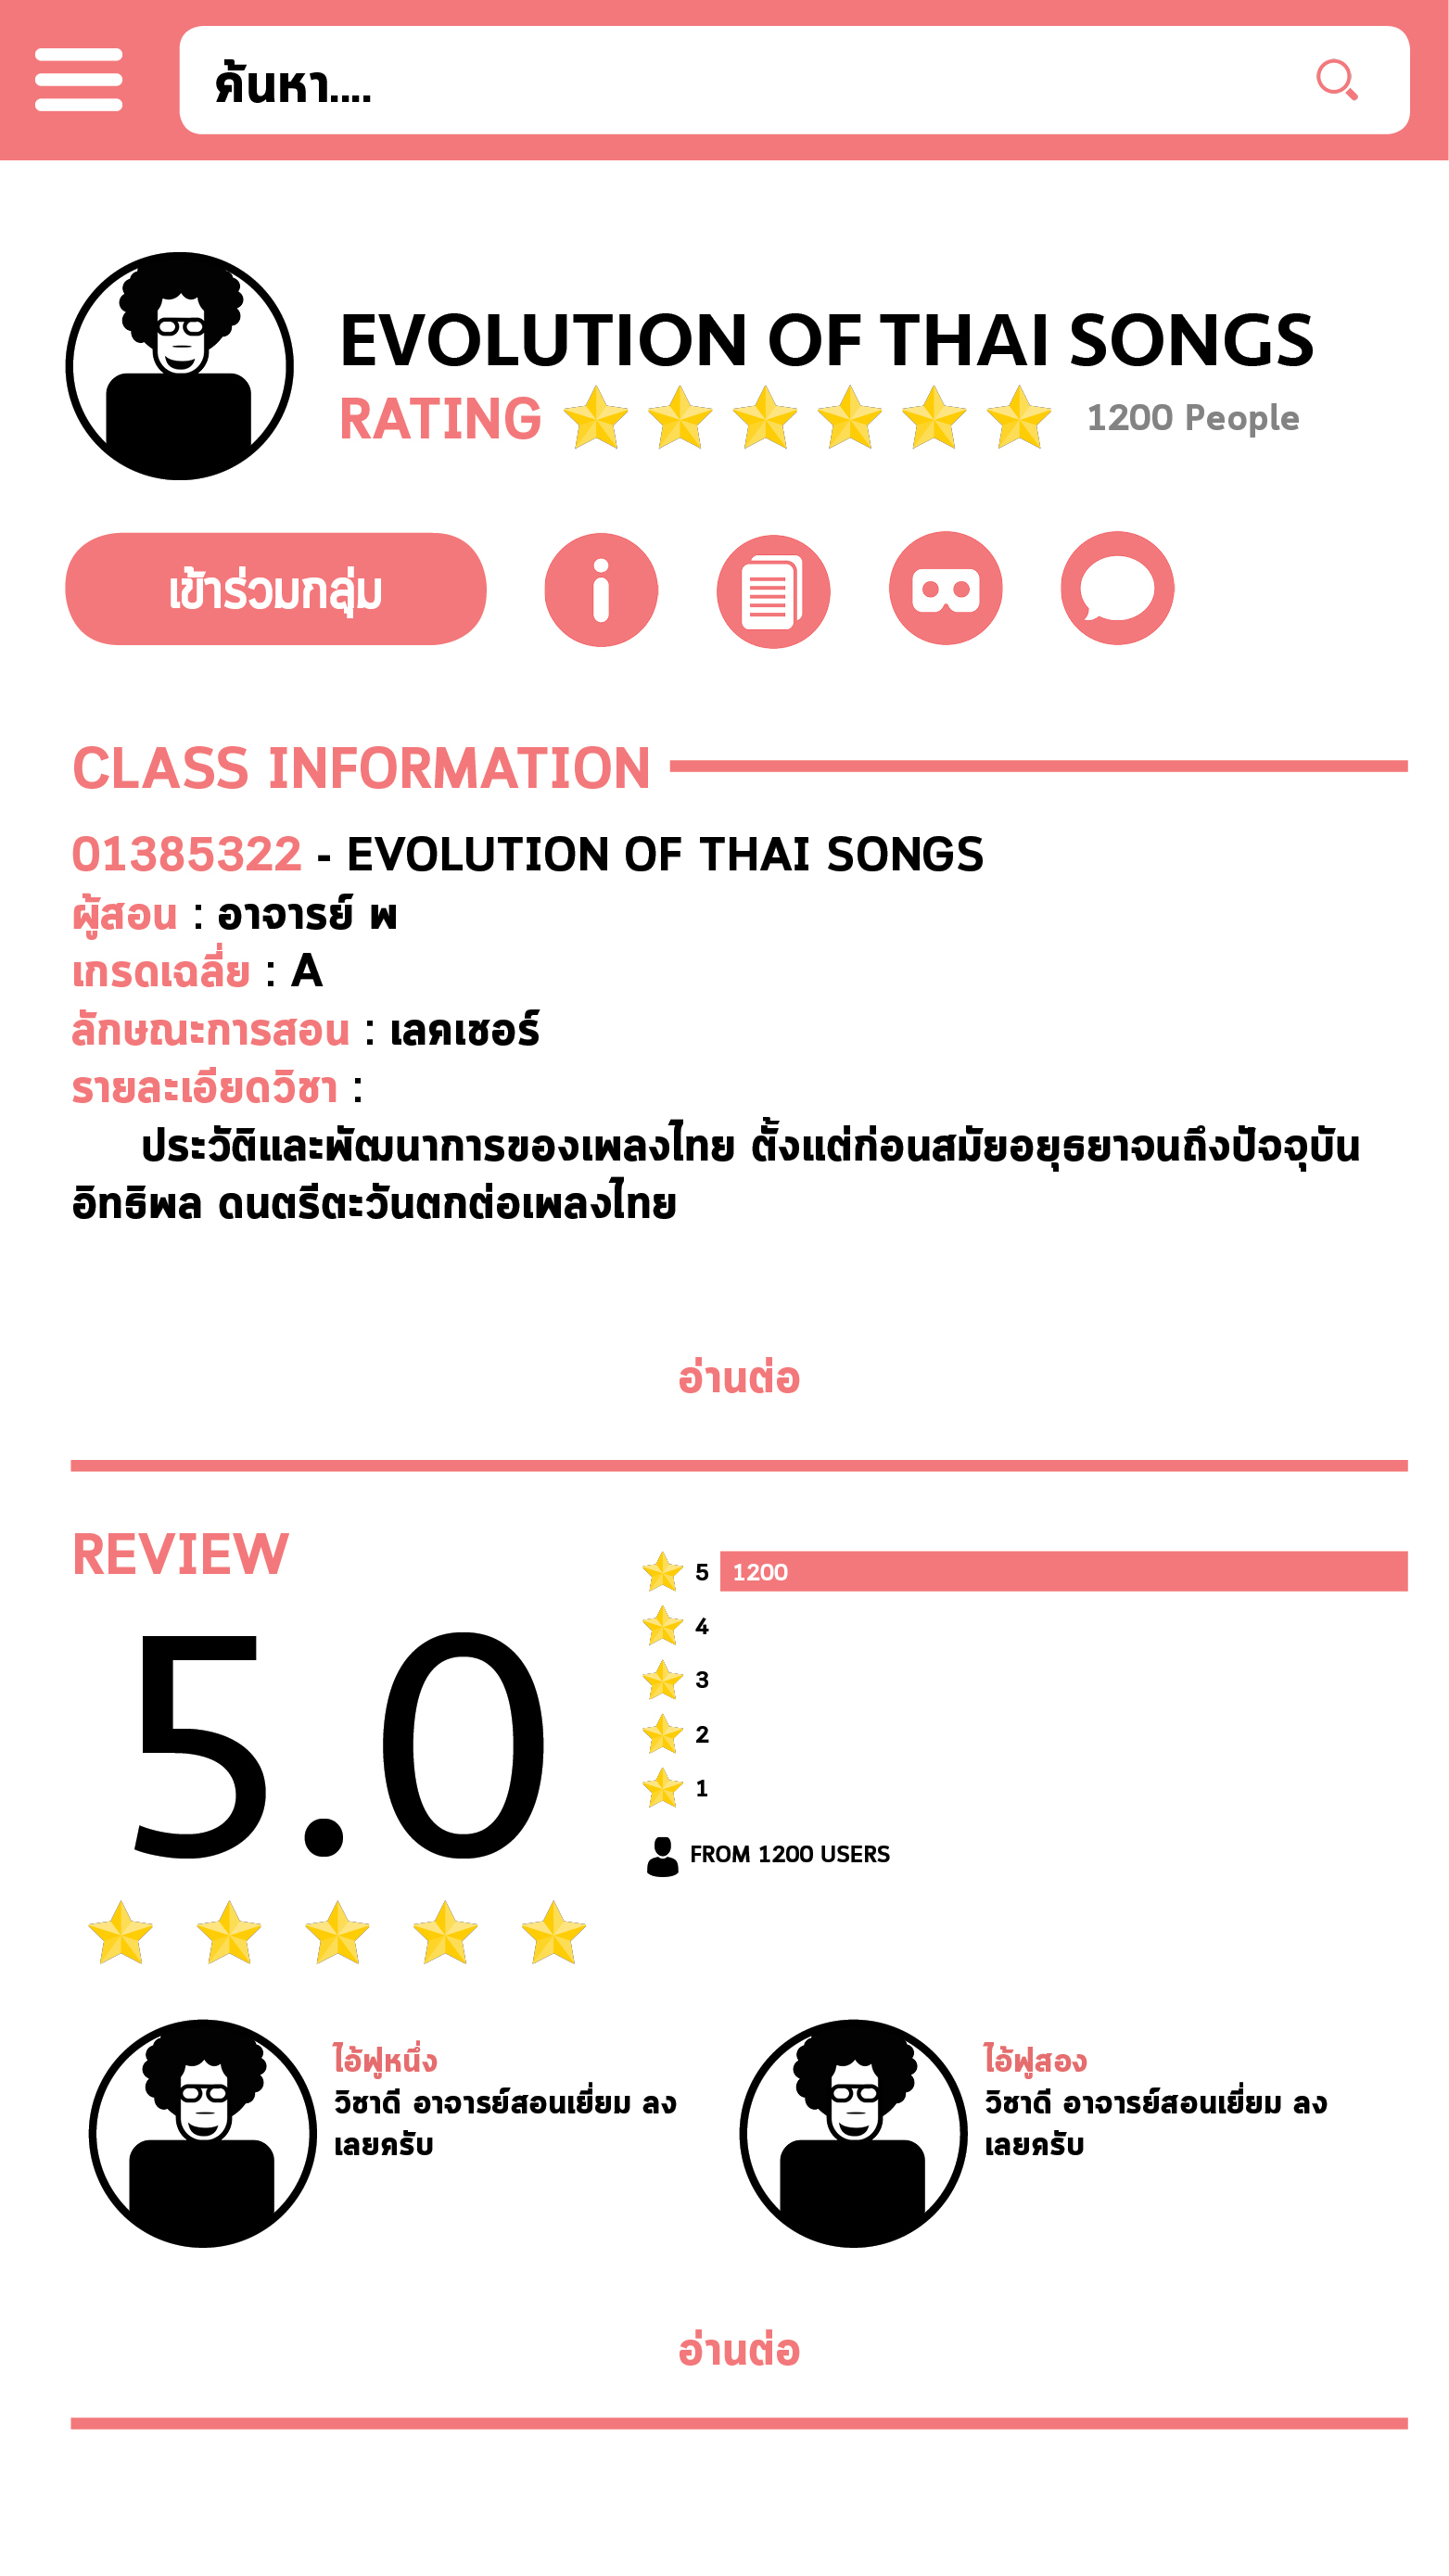 ค้นหา....
EVOLUTION OF THAI SONGS
RATING 1200 People
เข้าร่วมกลุ่ม
CLASS INFORMATION
01385322 - EVOLUTION OF THAI SONGS
ผู้สอน : อาจารย์ พ
เกรดเฉลี่ย : A
ลักษณะการสอน : เลคเชอร์
รายละเอียดวิชา :
ประวัติและพัฒนาการของเพลงไทย ตั้งแต่ก่อนสมัยอยุธยาจนถึงปัจจุบัน
อิทธิพล ดนตรีตะวันตกต่อเพลงไทย
อ่านต่อ
REVIEW
5.0
5 1200
4
3
2
1
FROM 1200 USERS
ไอ้ฟูหนึ่ง
วิชาดี อาจารย์สอนเยี่ยม ลง
เลยครับ
ไอ้ฟูสอง
วิชาดี อาจารย์สอนเยี่ยม ลง
เลยครับ
อ่านต่อ